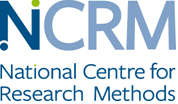 NCRM
National Centre for
Research Methods